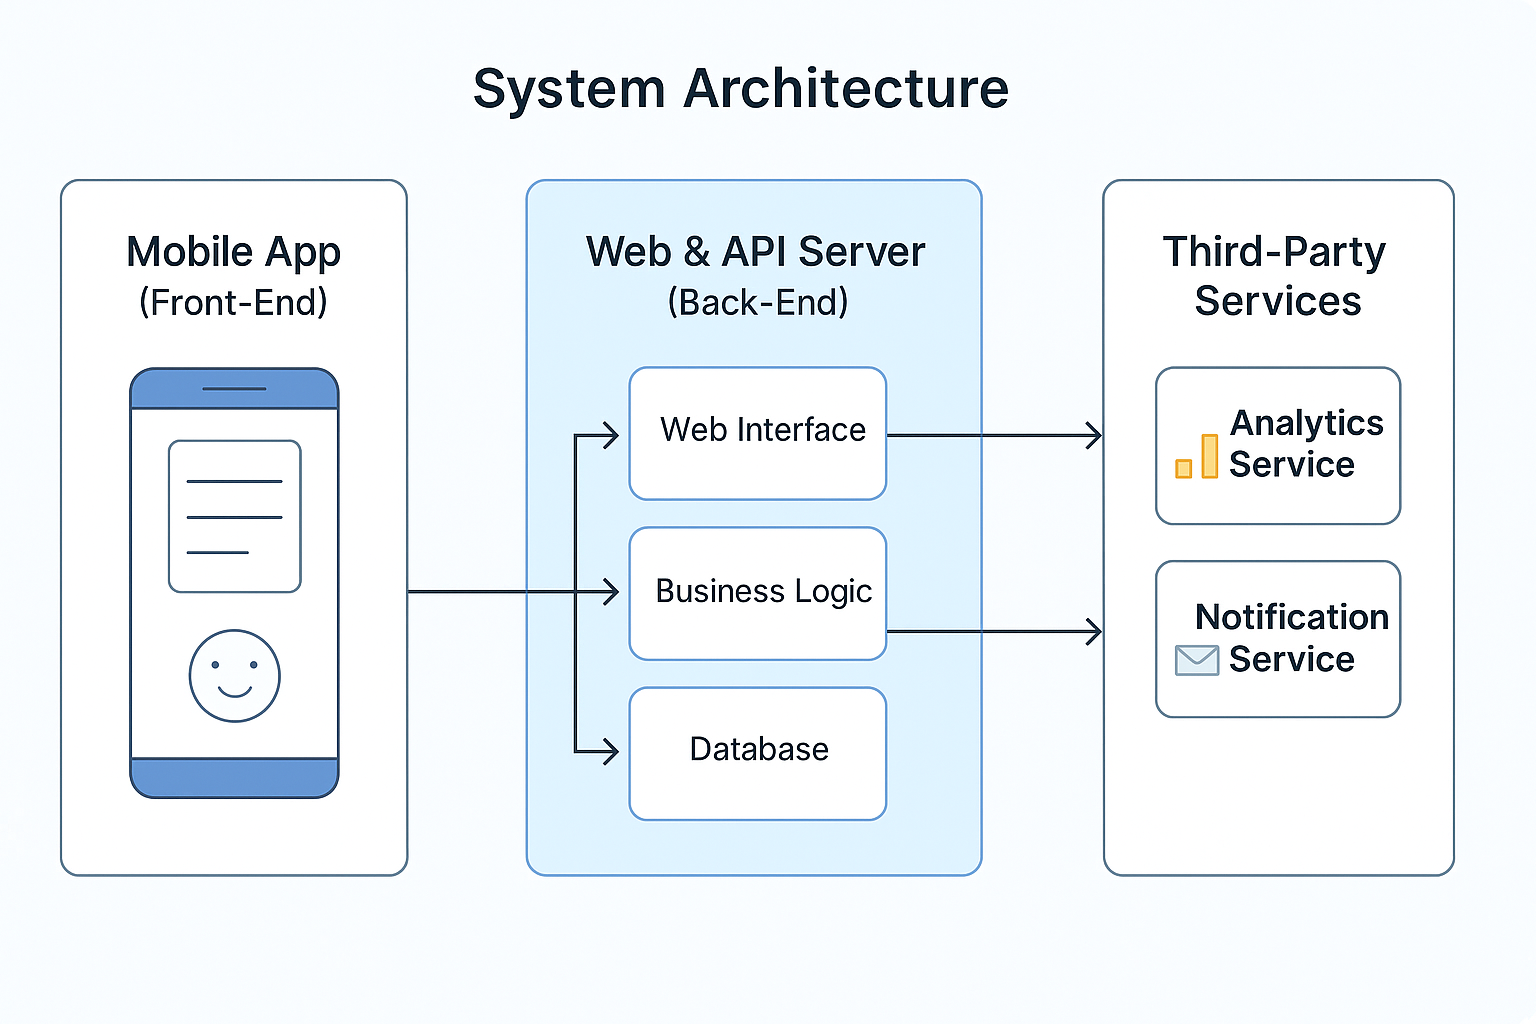 System Architecture
Mobile App
(Front-End)
Web & API Server
(Back-End)
Web Interface
Business Logic
Database
Third-Party
Services
Analytics
Service
Notification
Service